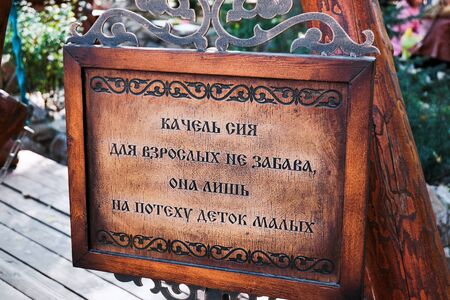 КАЧЕЛЬ СИЯ
ДЛЯ ВЗРОСЛЫХ НЕ ЗАБАВА,
ОНА ЛИШЬ
НА ПОТЕХУ ДЕТОК МАЛЫХ